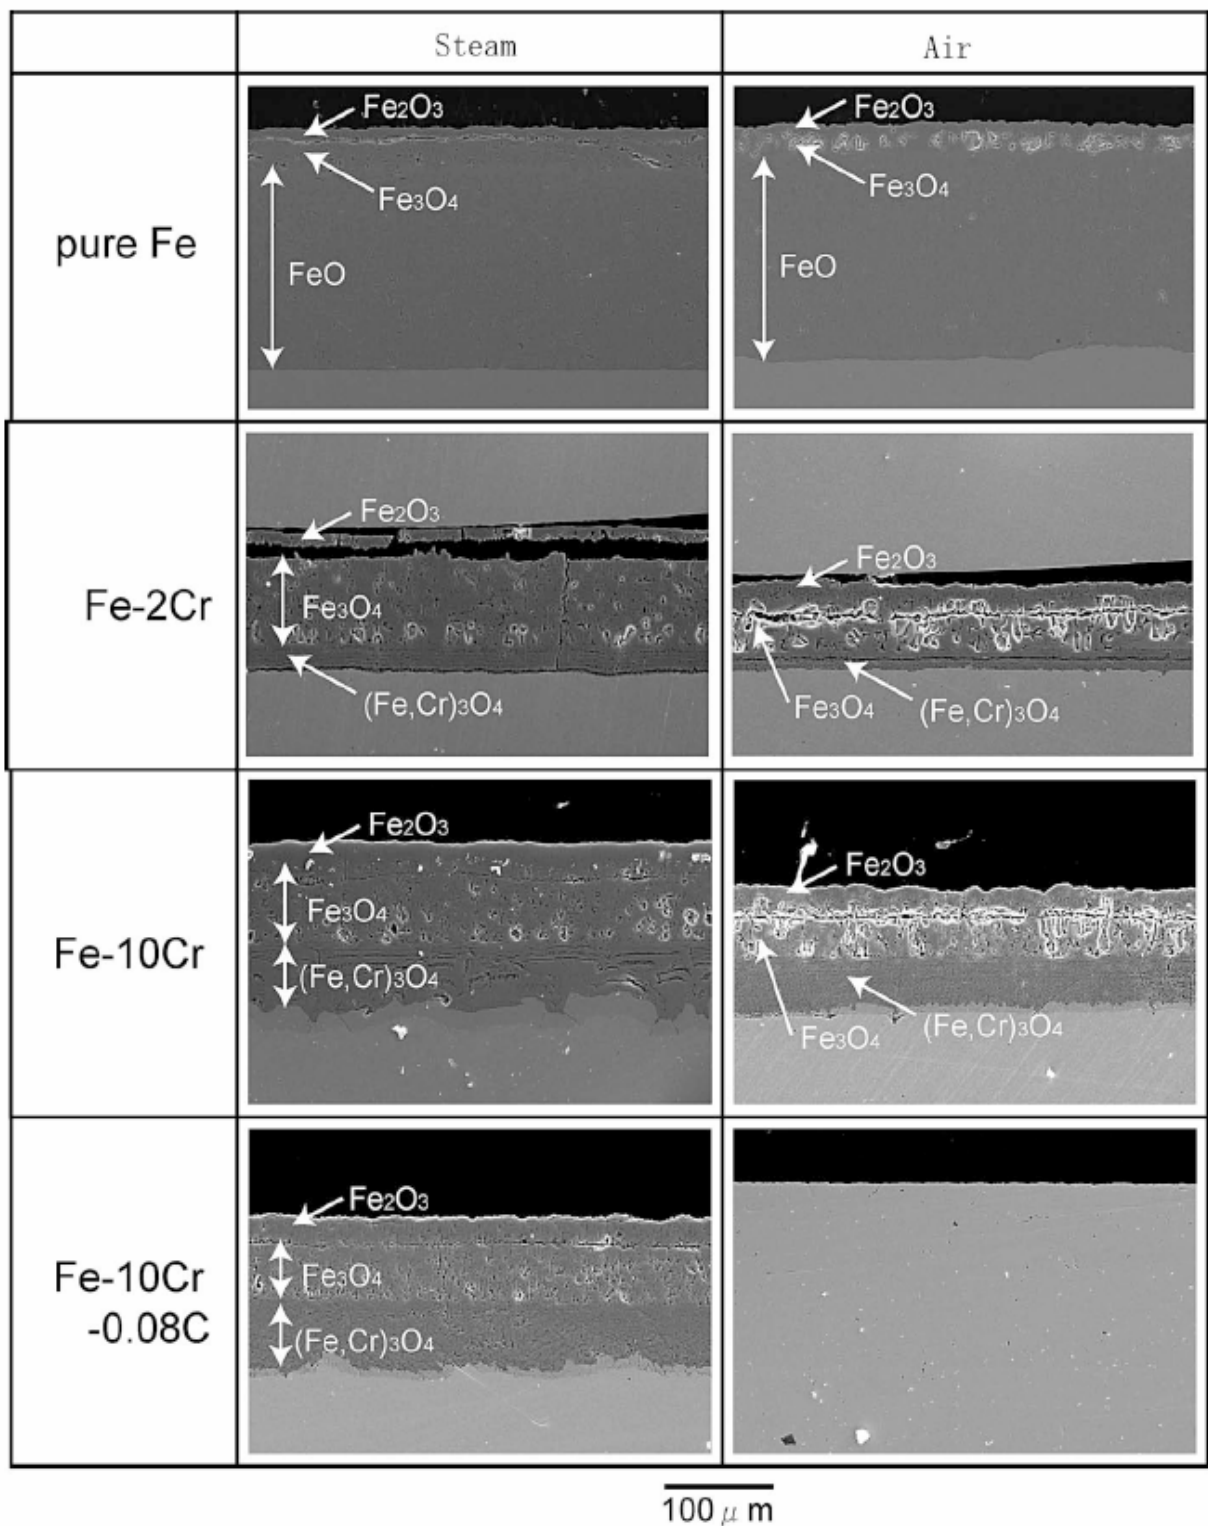 Steam Air
pure Fe
Fe₂O₃
Fe₃O₄
FeO
Fe₂O₃
Fe₃O₄
FeO
Fe-2Cr
Fe₂O₃
Fe₃O₄
(Fe,Cr)₃O₄
Fe₂O₃
Fe₃O₄
(Fe,Cr)₃O₄
Fe-10Cr
Fe₂O₃
Fe₃O₄
(Fe,Cr)₃O₄
Fe₂O₃
Fe₃O₄
(Fe,Cr)₃O₄
Fe-10Cr
-0.08C
Fe₂O₃
Fe₃O₄
(Fe,Cr)₃O₄
100 μ m